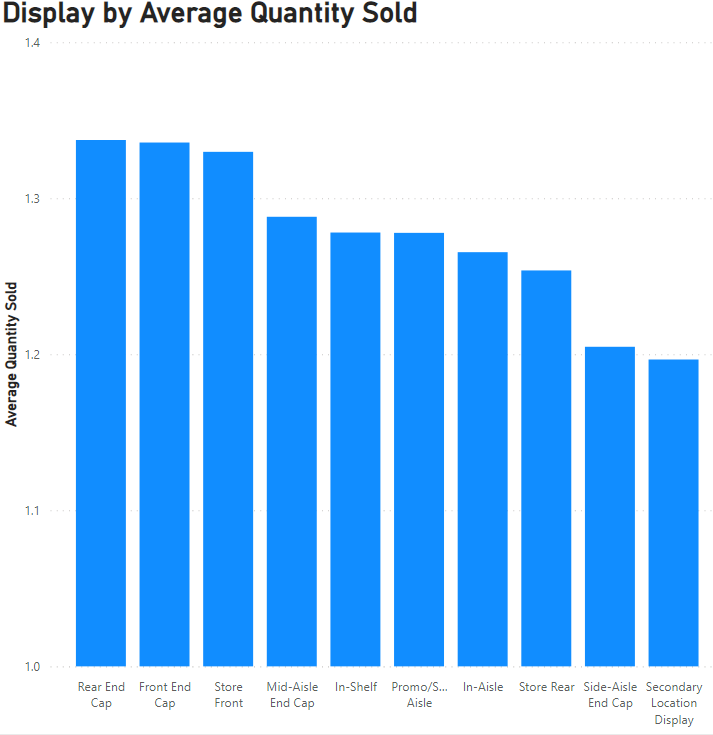 Display by Average Quantity Sold
1.4
1.3
1.2
1.1
1.0
Average Quantity Sold
Rear End
Cap
Front End
Cap
Store
Front
Mid-Aisle
End Cap
In-Shelf
Promo/S...
Aisle
In-Aisle
Store Rear
Side-Aisle
End Cap
Secondary
Location
Display